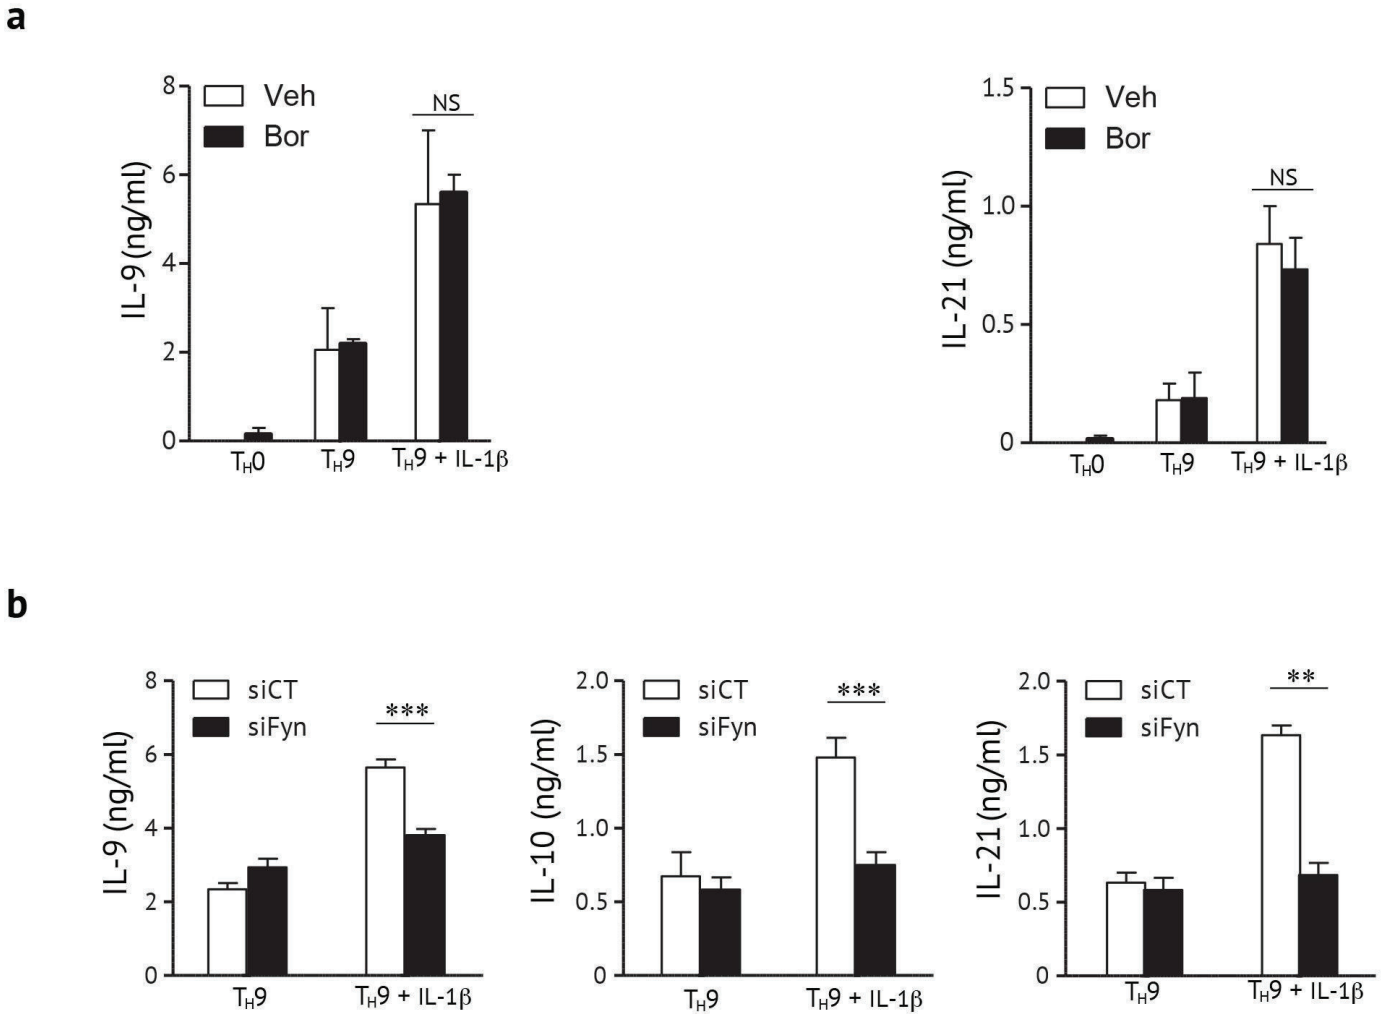 a
8
6
4
2
0
IL-9 (ng/ml)
Veh
Bor
NS
TH0
TH9
TH9 + IL-1β
1.5
1.0
0.5
0
IL-21 (ng/ml)
Veh
Bor
NS
TH0
TH9
TH9 + IL-1β
b
8
6
4
2
0
IL-9 (ng/ml)
siCT
siFyn
***
TH9
TH9 + IL-1β
2.0
1.5
1.0
0.5
0
IL-10 (ng/ml)
siCT
siFyn
***
TH9
TH9 + IL-1β
2.0
1.5
1.0
0.5
0
IL-21 (ng/ml)
siCT
siFyn
**
TH9
TH9 + IL-1β